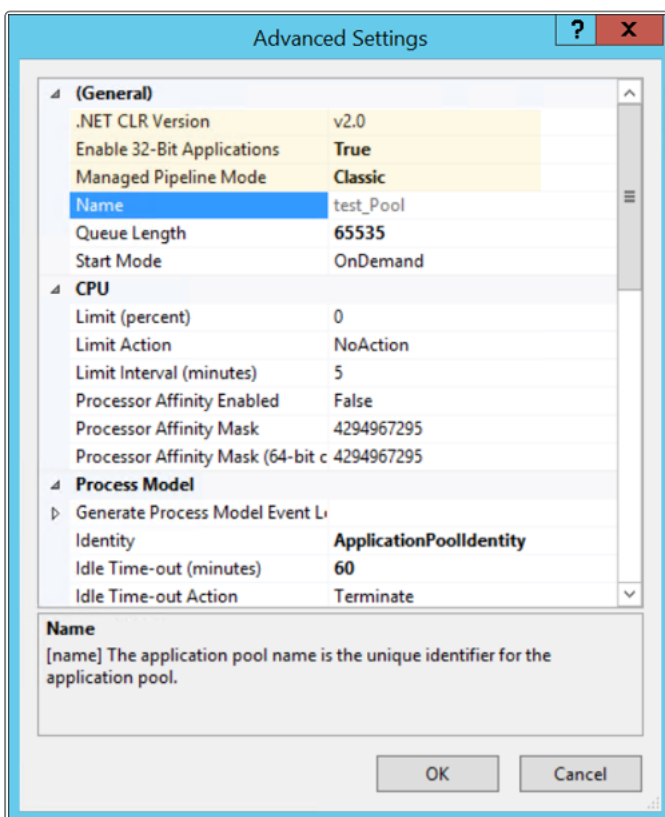 Advanced Settings
? x
(General)
.NET CLR Version v2.0
Enable 32-Bit Applications True
Managed Pipeline Mode Classic
Name test_Pool
Queue Length 65535
Start Mode OnDemand
CPU
Limit (percent) 0
Limit Action NoAction
Limit Interval (minutes) 5
Processor Affinity Enabled False
Processor Affinity Mask 4294967295
Processor Affinity Mask (64-bit c 4294967295
Process Model
Generate Process Model Event L
Identity ApplicationPoolIdentity
Idle Time-out (minutes) 60
Idle Time-out Action Terminate
Name
[name] The application pool name is the unique identifier for the
application pool.
OK Cancel